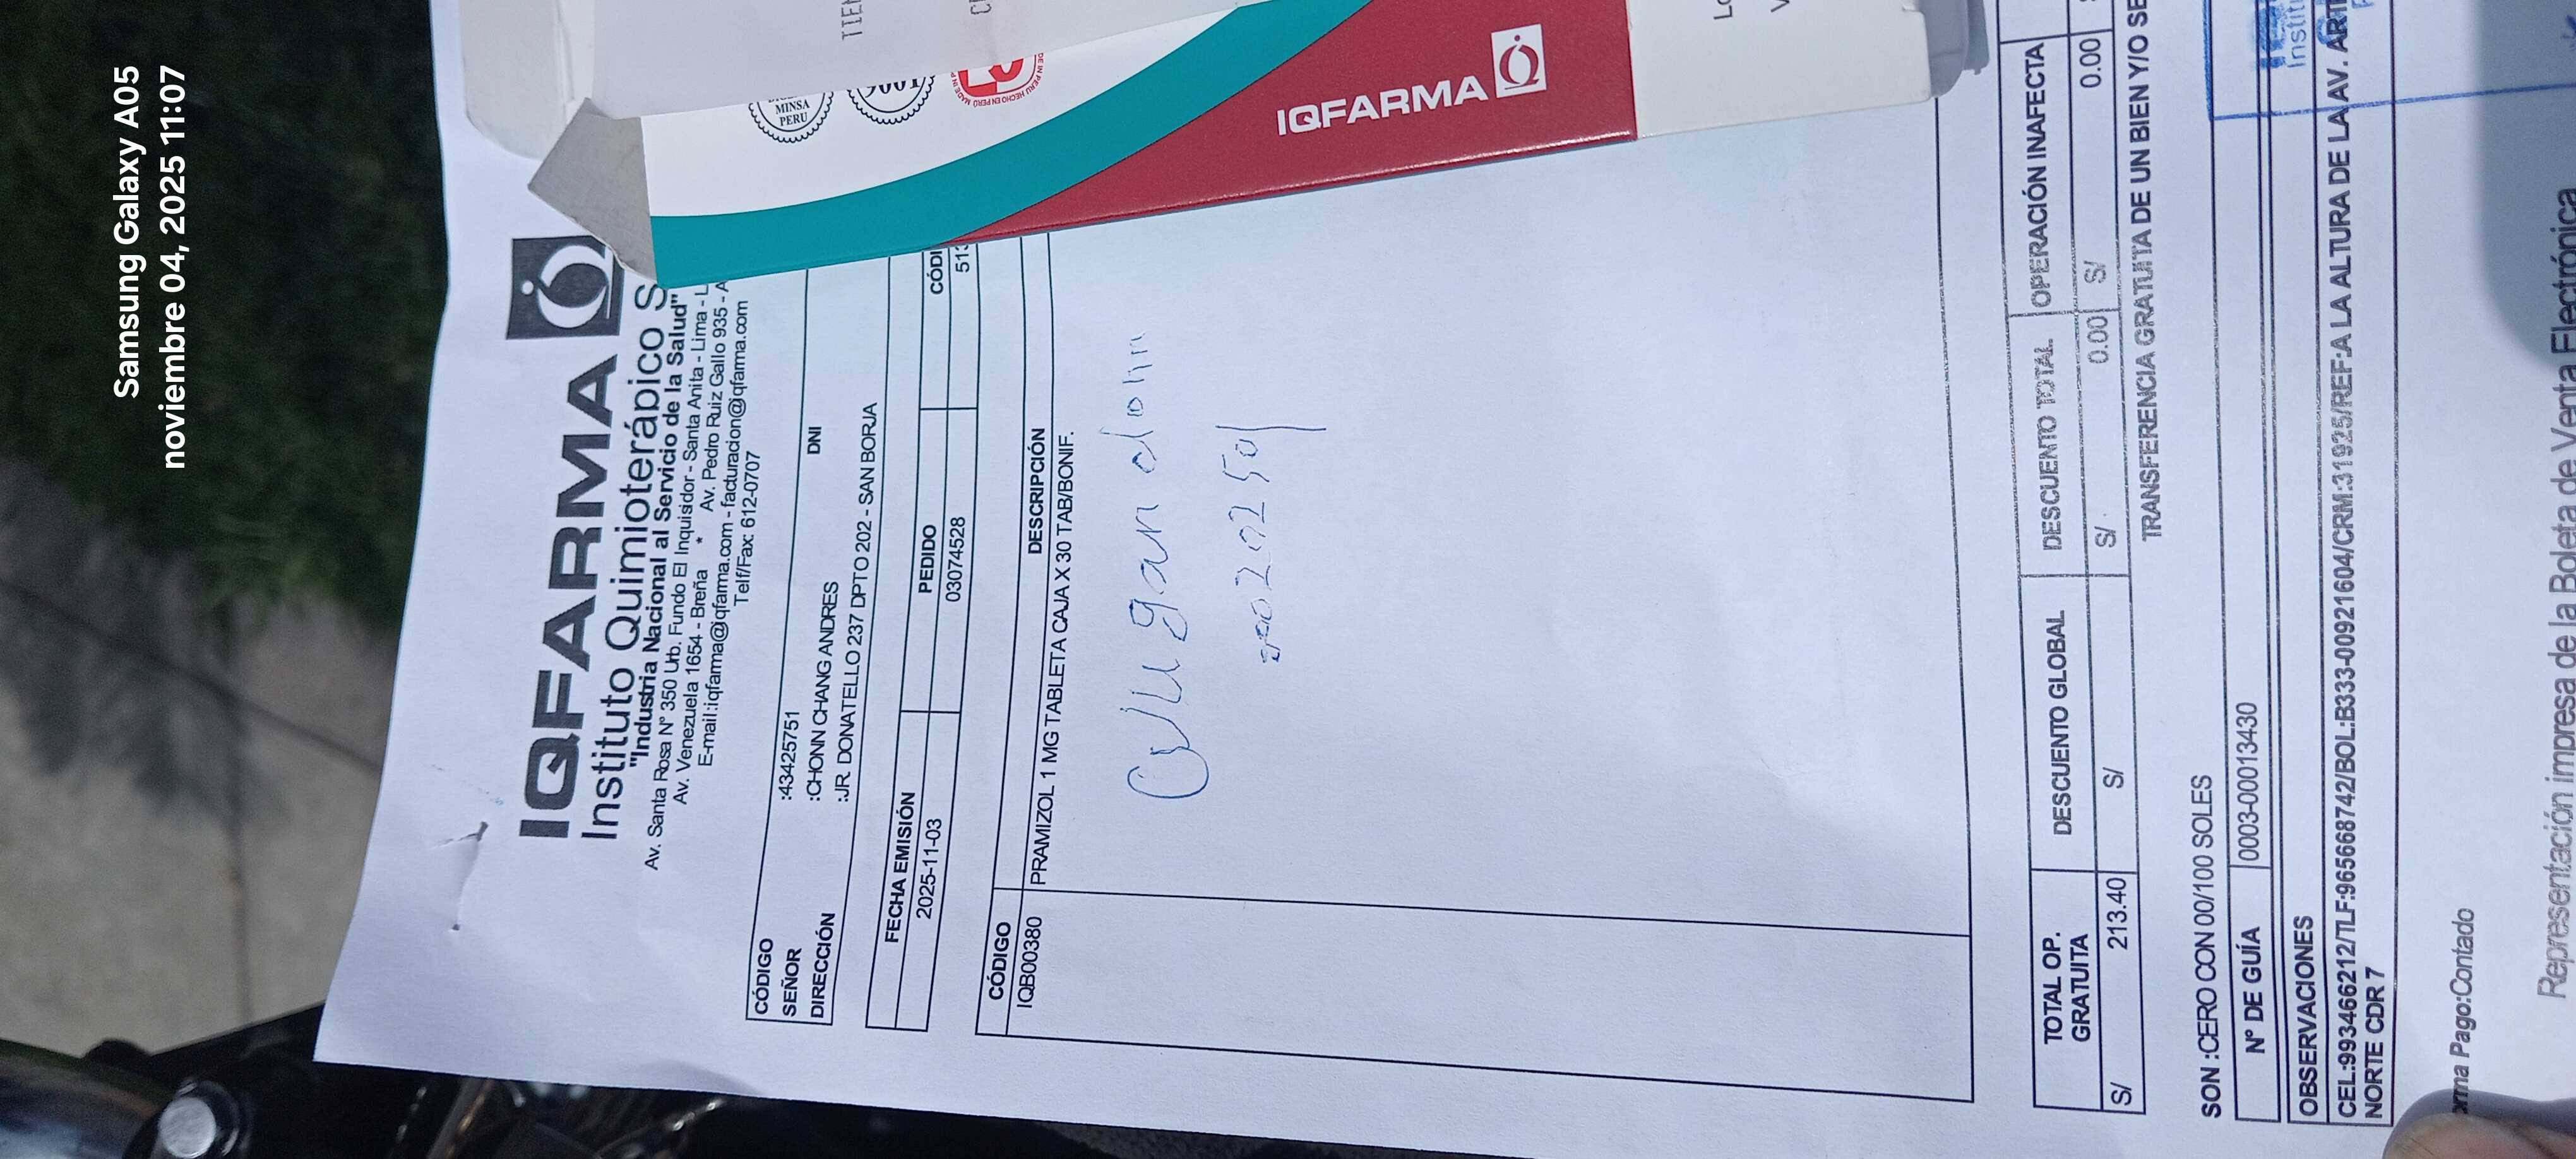 Samsung Galaxy A05
noviembre 04, 2025 11:07
MINSA
PERU
9001
IQFARMA
IQFARMA
Instituto Quimioterápico S
"Industria Nacional al Servicio de la Salud"
Av. Santa Rosa N° 350 Urb. Fundo El Inquisidor - Santa Anita - Lima - L
Av. Venezuela 1654 - Breña * Av. Pedro Ruiz Gallo 935 - A
E-mail:iqfarma@iqfarma.com - facturacion@iqfarma.com
Telf/Fax: 612-0707
CÓDIGO :43425751
SEÑOR :CHONN CHANG ANDRES DNI
DIRECCIÓN :JR. DONATELLO 237 DPTO 202 - SAN BORJA
FECHA EMISIÓN PEDIDO CÓDI
2025-11-03 03074528 513
CÓDIGO DESCRIPCIÓN
IQB00380 PRAMIZOL 1 MG TABLETA CAJA X 30 TAB/BONIF.
TOTAL OP. GRATUITA DESCUENTO GLOBAL DESCUENTO TOTAL OPERACIÓN INAFECTA
S/ 213.40 S/ S/ 0.00 S/ 0.00
TRANSFERENCIA GRATUITA DE UN BIEN Y/O SE
SON :CERO CON 00/100 SOLES
N° DE GUÍA 0003-00013430
OBSERVACIONES
CEL:993466212/TLF:965668742/BOL:B333-00921604/CRM:31925/REF:A LA ALTURA DE LA AV. ART
NORTE CDR 7
orma Pago:Contado
Representación impresa de la Boleta de Venta Electrónica